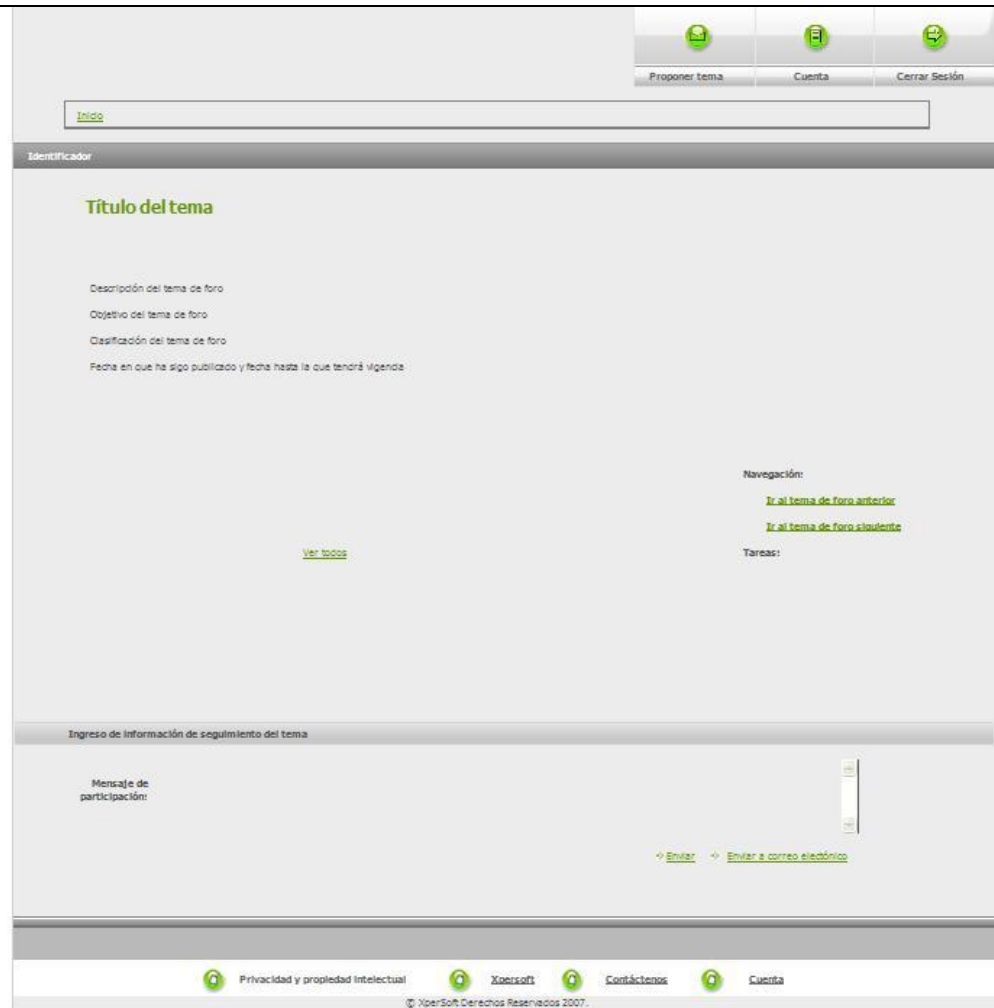 Proponer tema Cuenta Cerrar Sesión
Inicio
Identificador
Título del tema
Descripción del tema de foro
Objetivo del tema de foro
Clasificación del tema de foro
Fecha en que ha sigo publicado y fecha hasta la que tendrá vigencia
Navegación:
Ir al tema de foro anterior
Ir al tema de foro siguiente
Ver todos
Tareas:
Ingreso de información de seguimiento del tema
Mensaje de
participación:
Enviar Enviar a correo electónico
Privacidad y propiedad intelectual Xpersoft Contáctenos Cuenta
© XperSoft Derechos Reservados 2007.